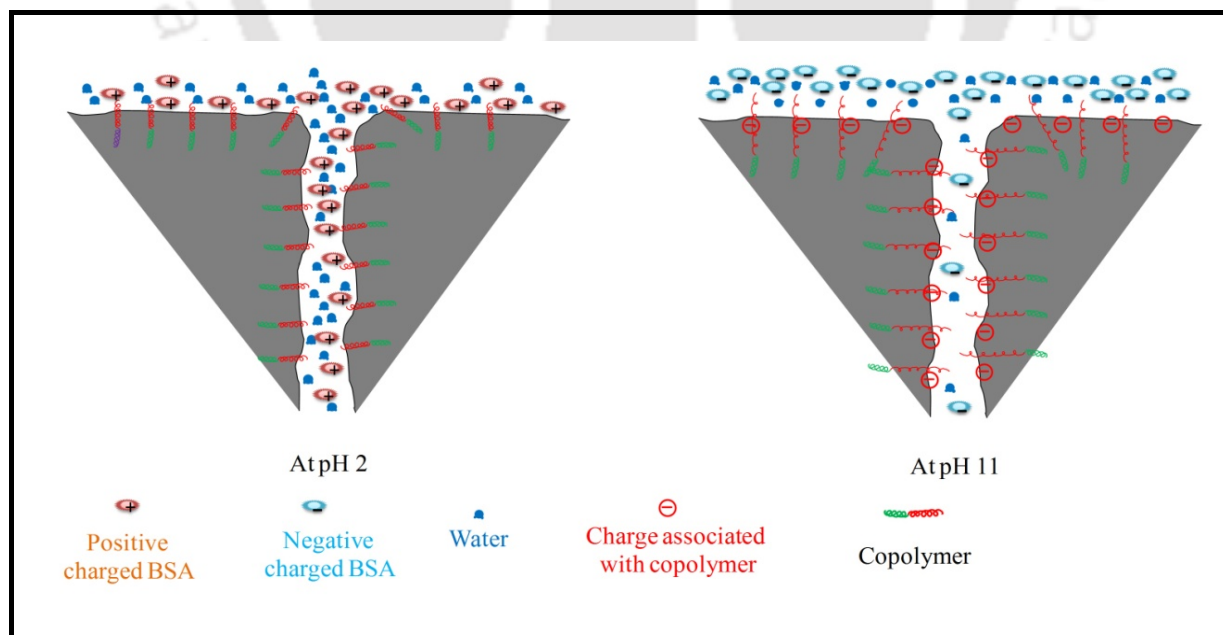 At pH 2
At pH 11
Positive
charged BSA
Negative
charged BSA
Water
Charge associated
with copolymer
Copolymer